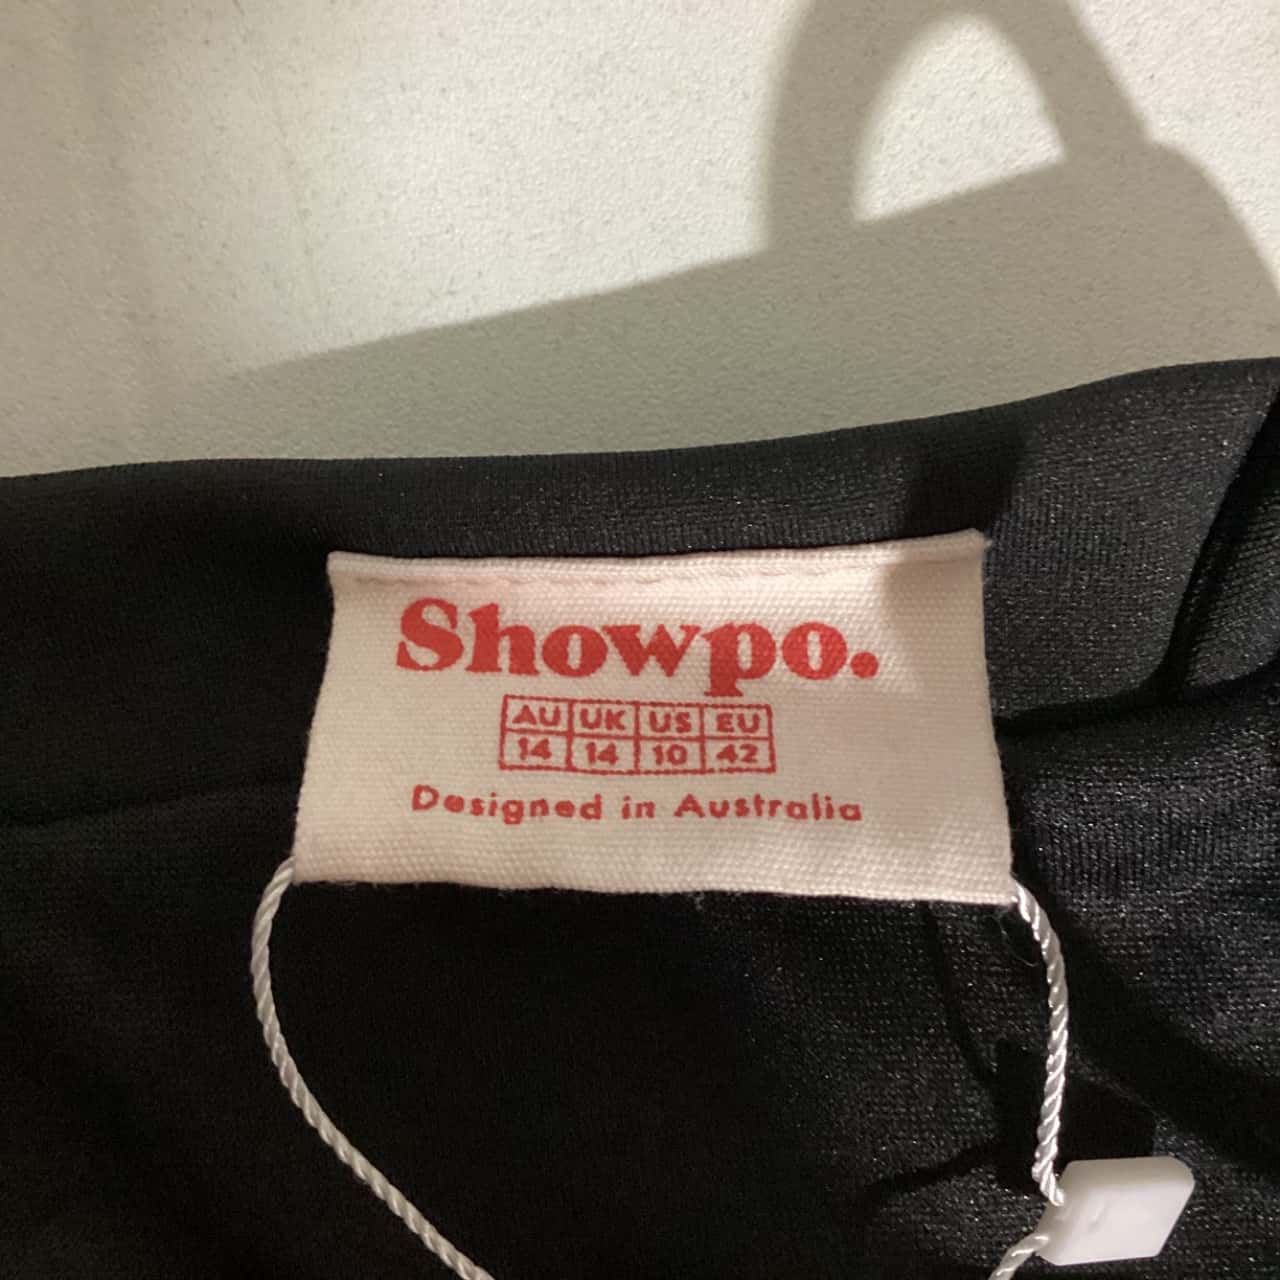 Showpo.
AU UK US EU
14 14 10 42
Designed in Australia